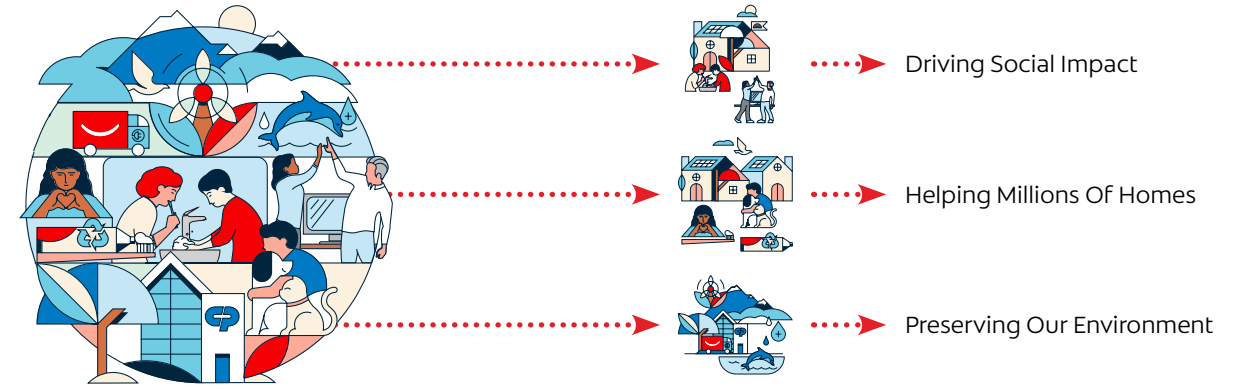 Driving Social Impact
Helping Millions Of Homes
Preserving Our Environment